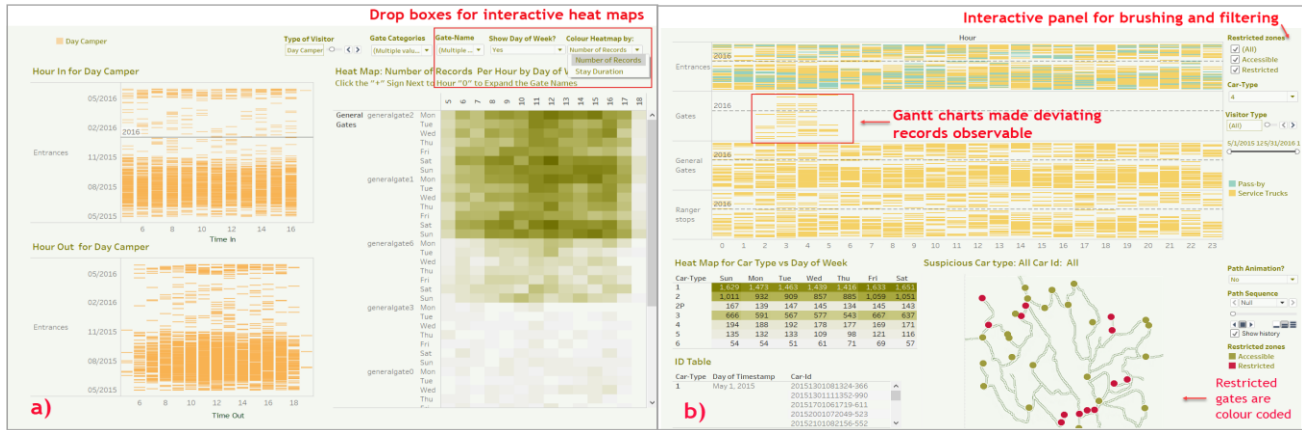 Drop boxes for interactive heat maps
Day Camper
Type of Visitor
Day Camper
Gate Categories
(Multiple valu...
Gate-Name
(Multiple ...
Show Day of Week?
Yes
Colour Heatmap by:
Number of Records
Number of Records
Stay Duration
Hour In for Day Camper
05/2016
02/2016
2016
Entrances
11/2015
08/2015
05/2015
6 8 10 12 14 16
Time In
Hour Out for Day Camper
05/2016
02/2016
Entrances
11/2015
08/2015
05/2015
6 8 10 12 14 16 18
Time Out
Heat Map: Number of Records Per Hour by Day of
Click the "+" Sign Next to Hour "0" to Expand the Gate Names
5 6 7 8 9 10 11 12 13 14 15 16 17 18
General Gates
generalgate2 Mon
Tue
Wed
Thu
Fri
Sat
Sun
generalgate1 Mon
Tue
Wed
Thu
Fri
Sat
Sun
generalgate6 Mon
Tue
Wed
Thu
Fri
Sat
Sun
generalgate3 Mon
Tue
Wed
Thu
Fri
Sat
Sun
generalgate0 Mon
Tue
Wed
Thu
Fri
a)
Interactive panel for brushing and filtering
Hour
Entrances
2016
2016
Gates
2016
General Gates
2016
Ranger stops
2016
0 1 2 3 4 5 6 7 8 9 10 11 12 13 14 15 16 17 18 19 20 21 22 23
Gantt charts made deviating
records observable
Restricted zones
(All)
Accessible
Restricted
Car-Type
4
Visitor Type
(All)
Pass-by
Service Trucks
Heat Map for Car Type vs Day of Week
Car-Type Sun Mon Tue Wed Thu Fri Sat
1 1,629 1,473 1,463 1,439 1,416 1,633 1,651
2 1,011 932 909 857 885 1,059 1,051
2P 167 139 147 145 134 145 143
3 666 591 567 577 543 667 637
4 194 188 192 178 177 169 171
5 135 132 133 109 98 121 116
6 54 54 51 61 71 69 57
ID Table
Car-Type Day of Timestamp Car-Id
1 May 1, 2015 20151301081324-366
20151301111352-990
20151701061719-611
20152001072049-523
20152101082156-552
b)
Suspicious Car type: All Car Id: All
Path Animation?
No
Path Sequence
Null
Show history
Restricted zones
Accessible
Restricted
Restricted
gates are
colour coded